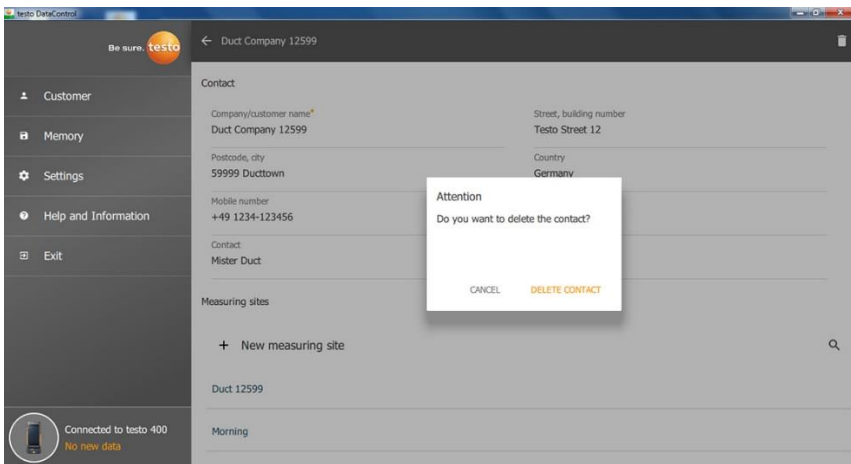 testo DataControl
Be sure. testo
Customer
Memory
Settings
Help and Information
Exit
Connected to testo 400
No new data
Duct Company 12599
Contact
Company/customer name*
Duct Company 12599
Street, building number
Testo Street 12
Postcode, city
59999 Ducttown
Country
Germany
Mobile number
+49 1234-123456
Contact
Mister Duct
Attention
Do you want to delete the contact?
CANCEL DELETE CONTACT
Measuring sites
+ New measuring site
Duct 12599
Morning